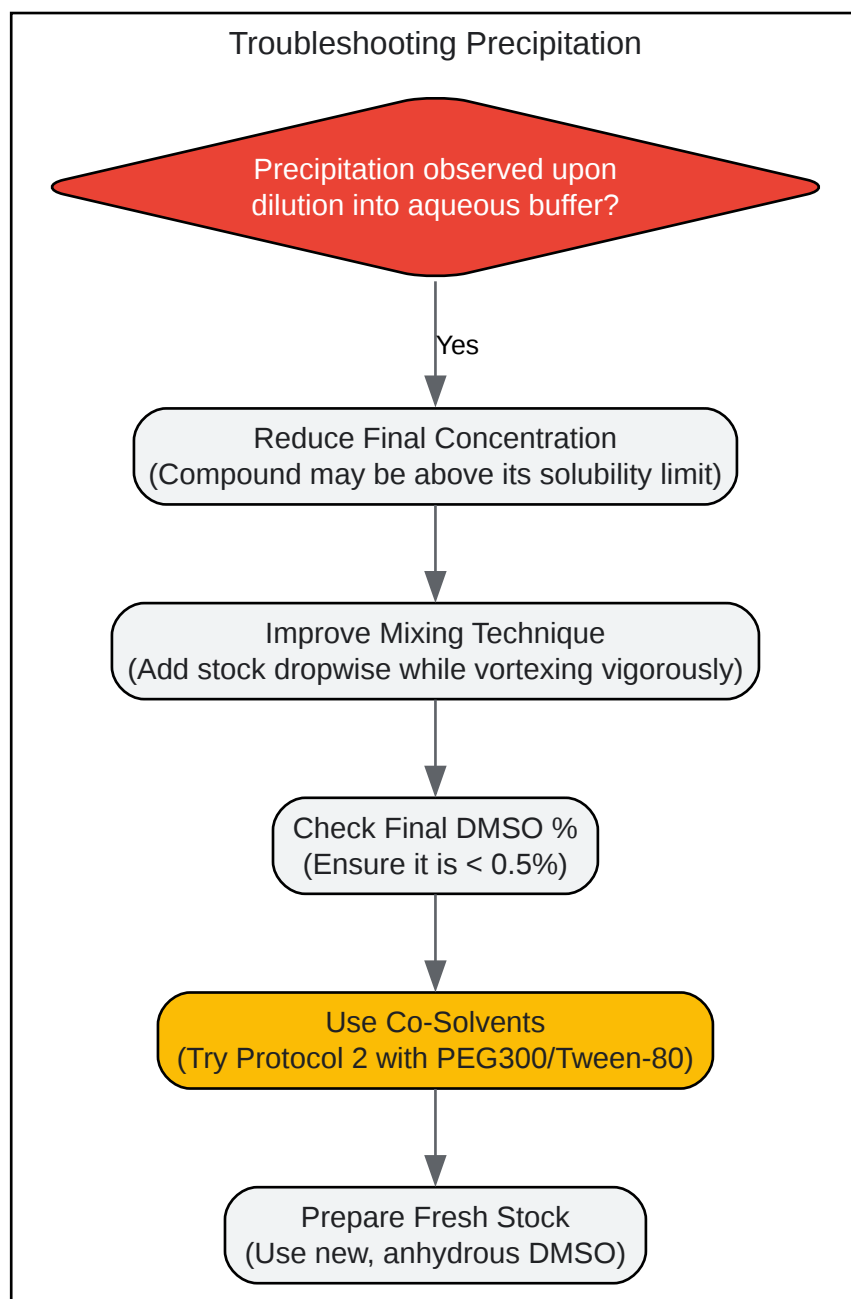 Troubleshooting Precipitation
Precipitation observed upon
dilution into aqueous buffer?
Yes
Reduce Final Concentration
(Compound may be above its solubility limit)
Improve Mixing Technique
(Add stock dropwise while vortexing vigorously)
Check Final DMSO %
(Ensure it is < 0.5%)
Use Co-Solvents
(Try Protocol 2 with PEG300/Tween-80)
Prepare Fresh Stock
(Use new, anhydrous DMSO)